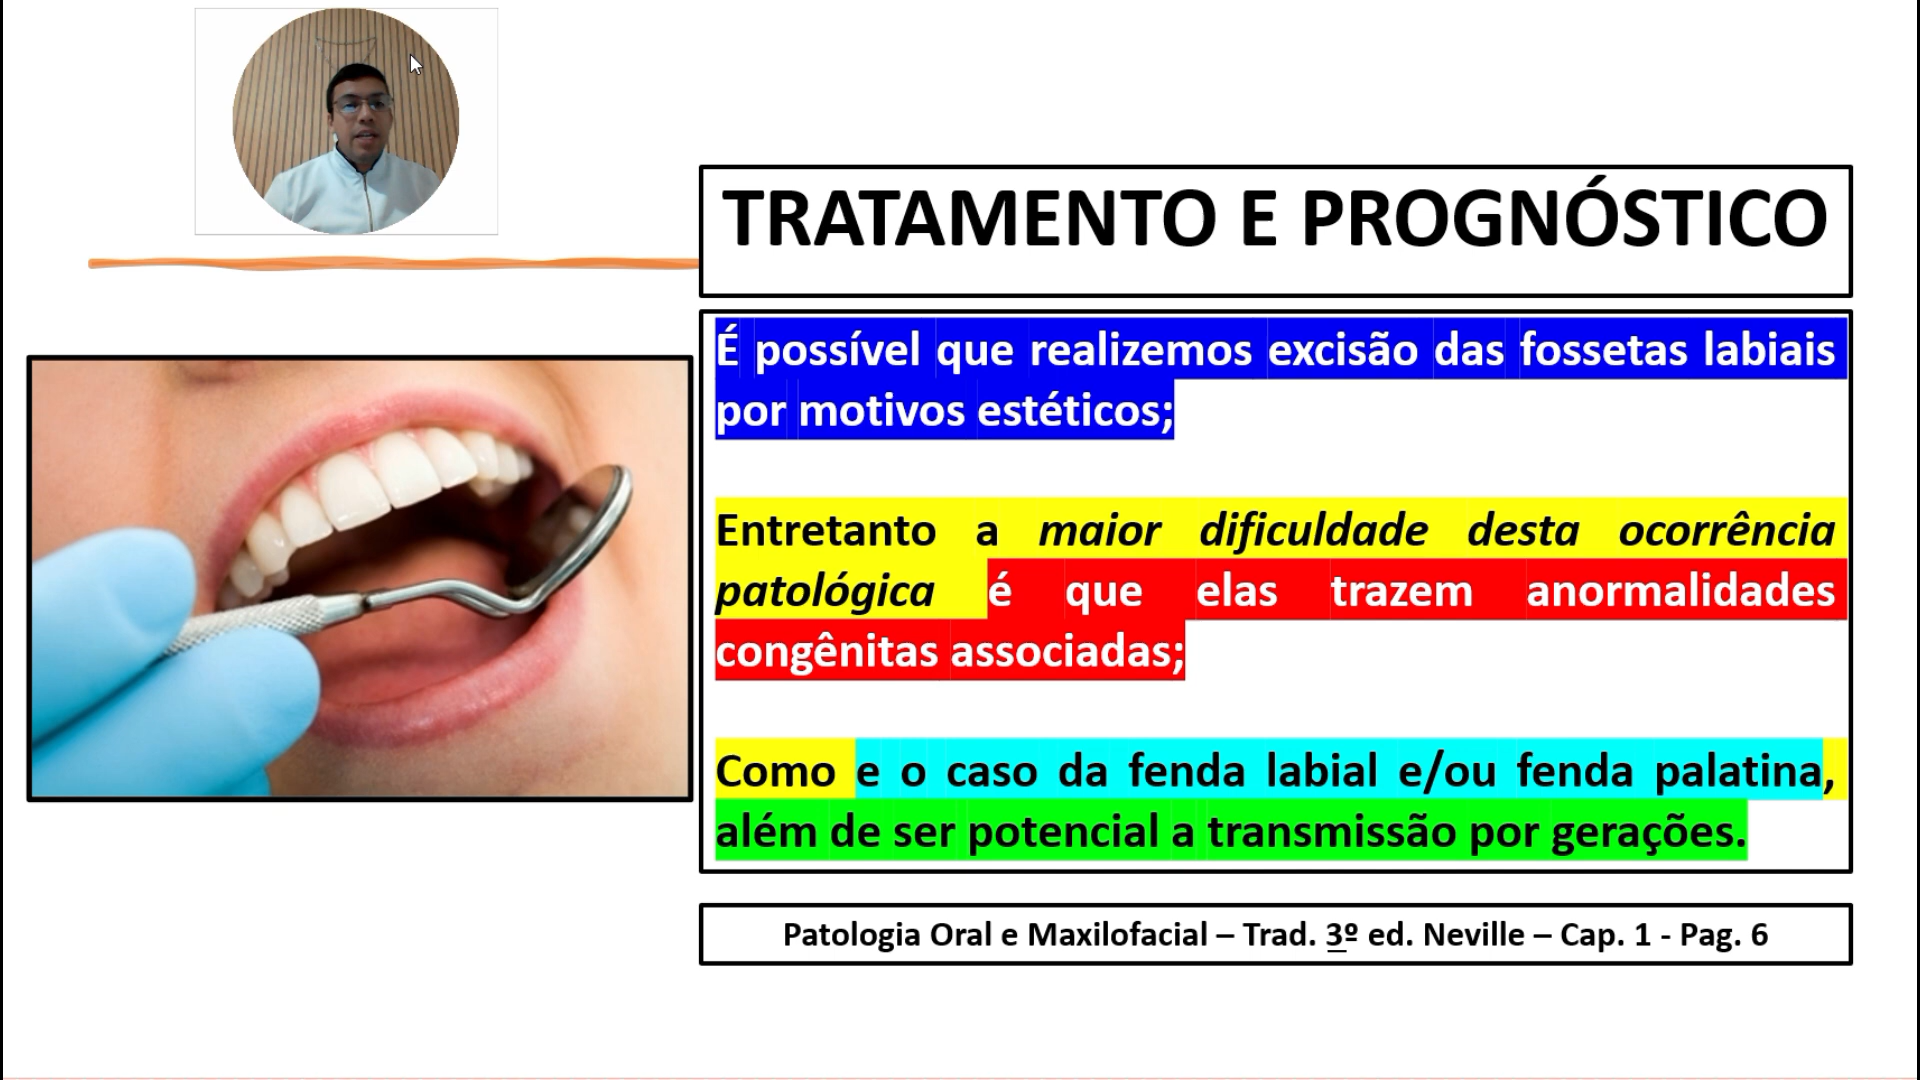 TRATAMENTO E PROGNÓSTICO
É possível que realizemos excisão das fossetas labiais
por motivos estéticos;
Entretanto a maior dificuldade desta ocorrência
patológica é que elas trazem anormalidades
congênitas associadas;
Como e o caso da fenda labial e/ou fenda palatina,
além de ser potencial a transmissão por gerações.
Patologia Oral e Maxilofacial – Trad. 3º ed. Neville – Cap. 1 - Pag. 6